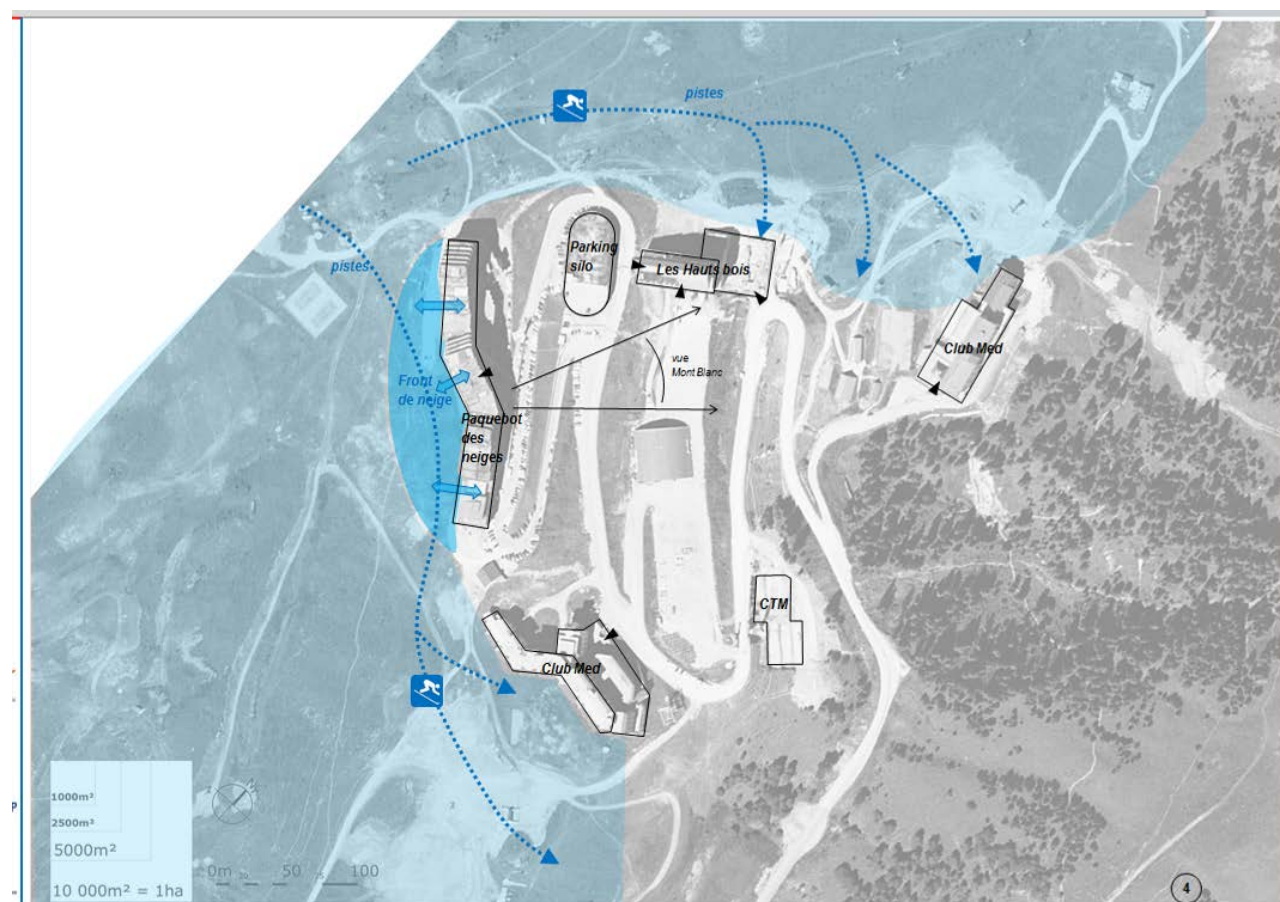 pistes
pistes
Parking
silo
Les Hauts bois
Club Med
vue
Mont Blanc
Front
de neige
Paquebot
des
neiges
CTM
Club Med
1000m²
2500m²
5000m²
10 000m² = 1ha
0m 50 100
4